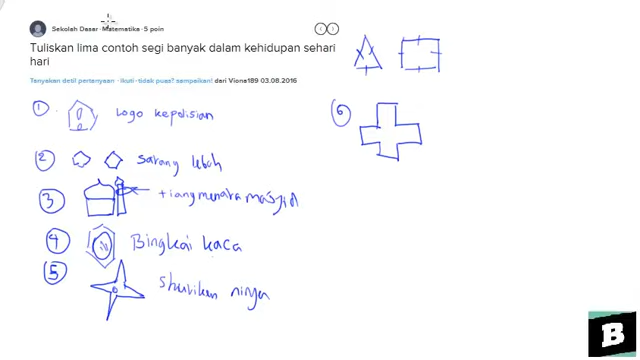 Sekolah Dasar · Matematika · 5 poin
Tuliskan lima contoh segi banyak dalam kehidupan sehari
hari
Tanyakan detil pertanyaan · Ikuti · tidak puas? sampaikan! dari Viona189 03.08.2016
1 Logo kepolisian
2 sarang lebah
3 tiang menara masjid
4 Bingkai kaca
5 shuriken ninja
6
B